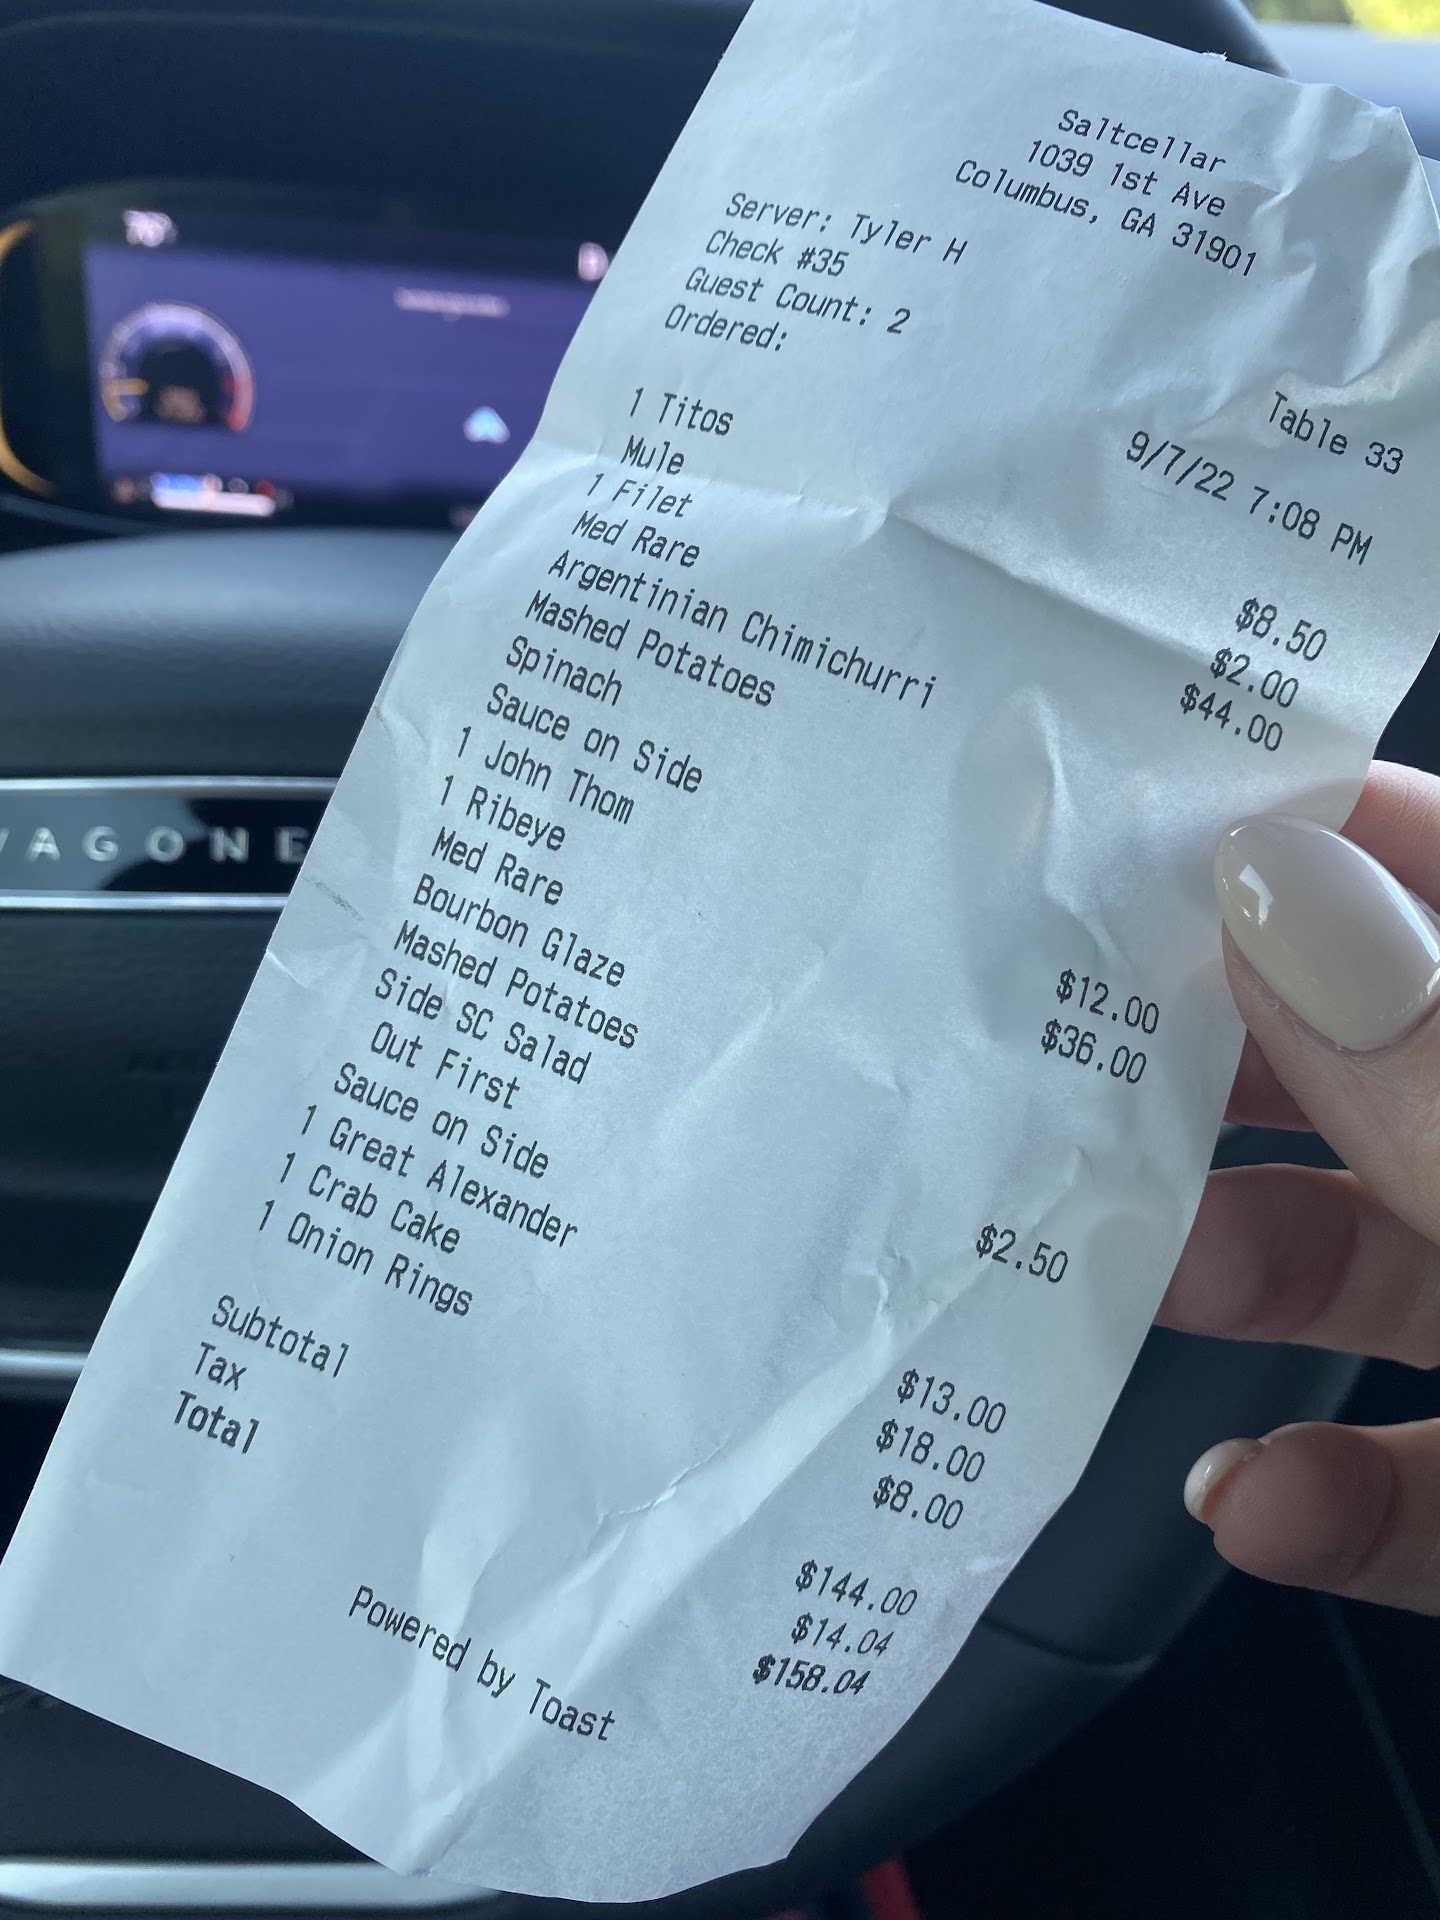 Saltcellar
1039 1st Ave
Columbus, GA 31901
Server: Tyler H
Check #35 Table 33
Guest Count: 2
Ordered: 9/7/22 7:08 PM
1 Titos $8.50
Mule $2.00
1 Filet $44.00
Med Rare
Argentinian Chimichurri
Mashed Potatoes
Spinach
Sauce on Side
1 John Thom $12.00
1 Ribeye $36.00
Med Rare
Bourbon Glaze
Mashed Potatoes
Side SC Salad $2.50
Out First
Sauce on Side
1 Great Alexander $13.00
1 Crab Cake $18.00
1 Onion Rings $8.00
Subtotal $144.00
Tax $14.04
Total $158.04
Powered by Toast
WAGONE